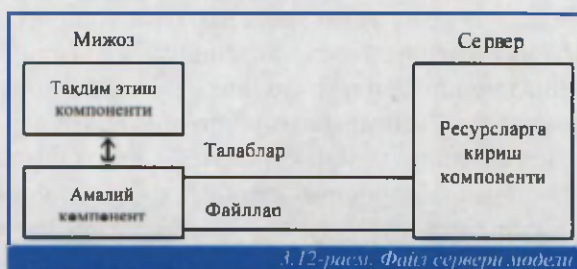 Мижоз
Сервер
Тақдим этиш
компоненти
Талаблар
Амалий
компонент
Файллар
Ресурсларга
кириш
компоненти
3.12-расм. Файл сервери модели